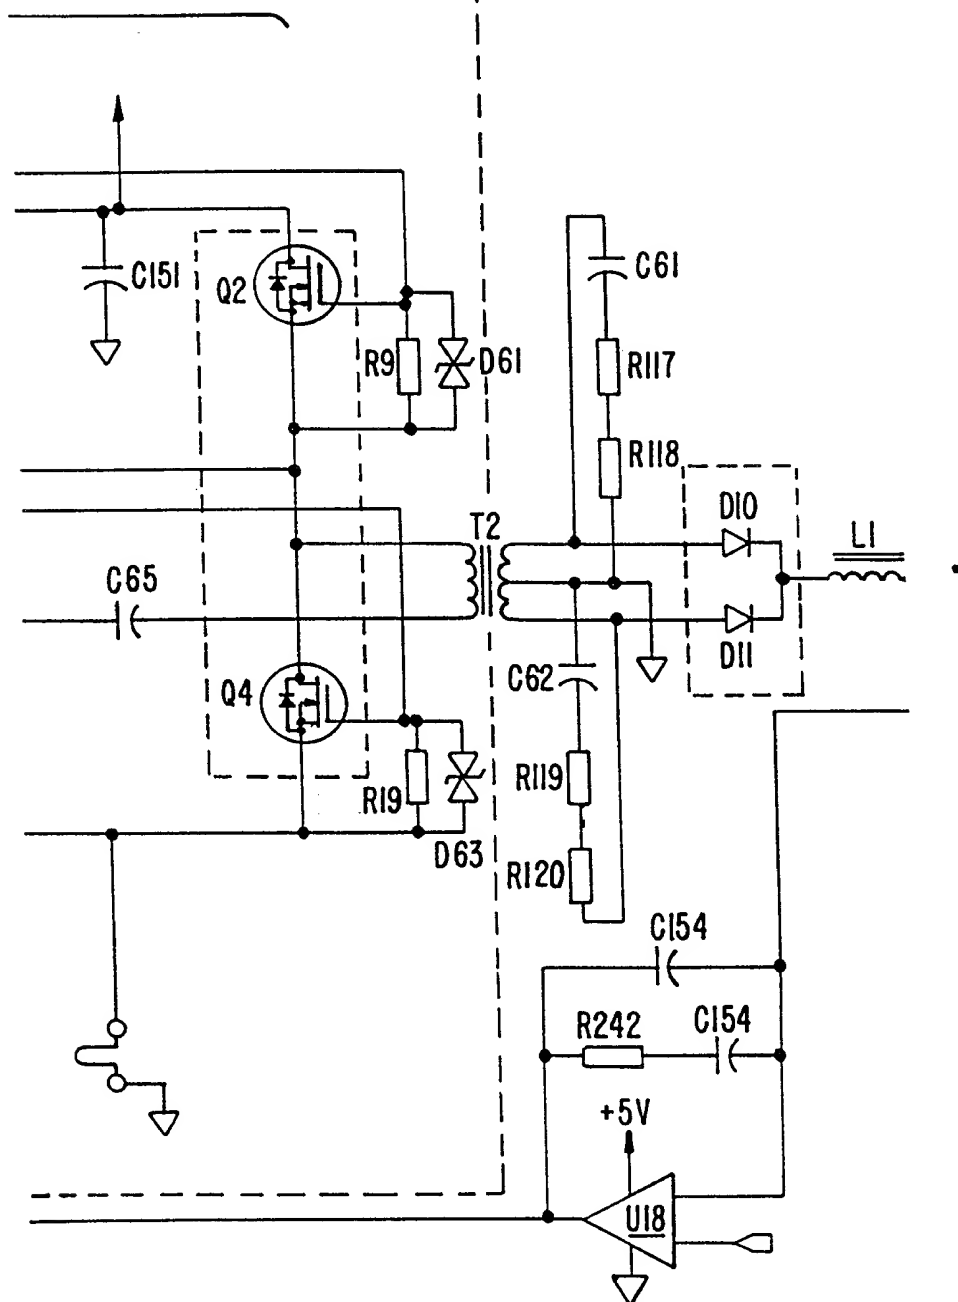 C151
Q2
R9
D61
C61
R117
R118
D10
L1
T2
C65
D11
C62
Q4
R19
D63
R119
R120
C154
R242
C154
+5V
U18